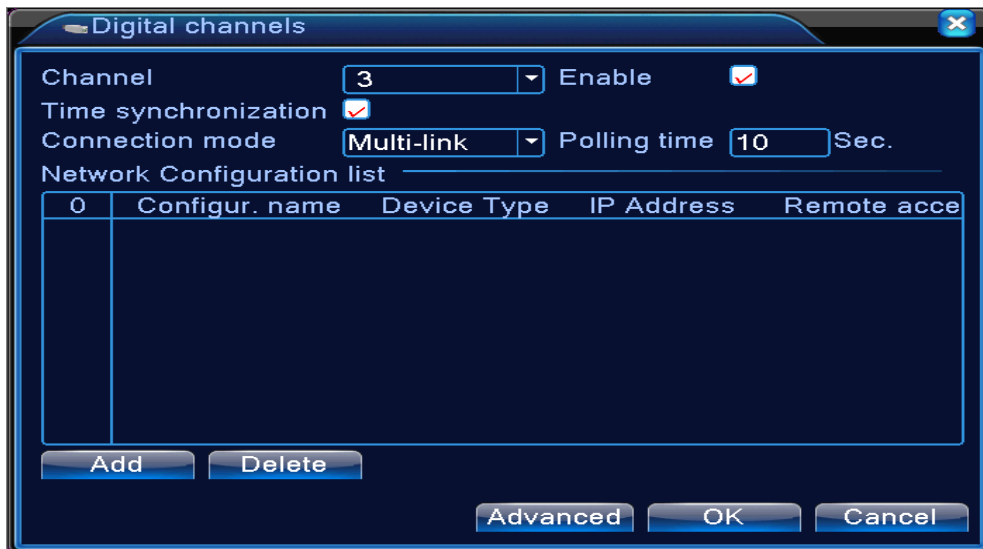 Digital channels
Channel 3 Enable
Time synchronization
Connection mode Multi-link Polling time 10 Sec.
Network Configuration list
0 Configur. name Device Type IP Address Remote acce
Add Delete
Advanced OK Cancel